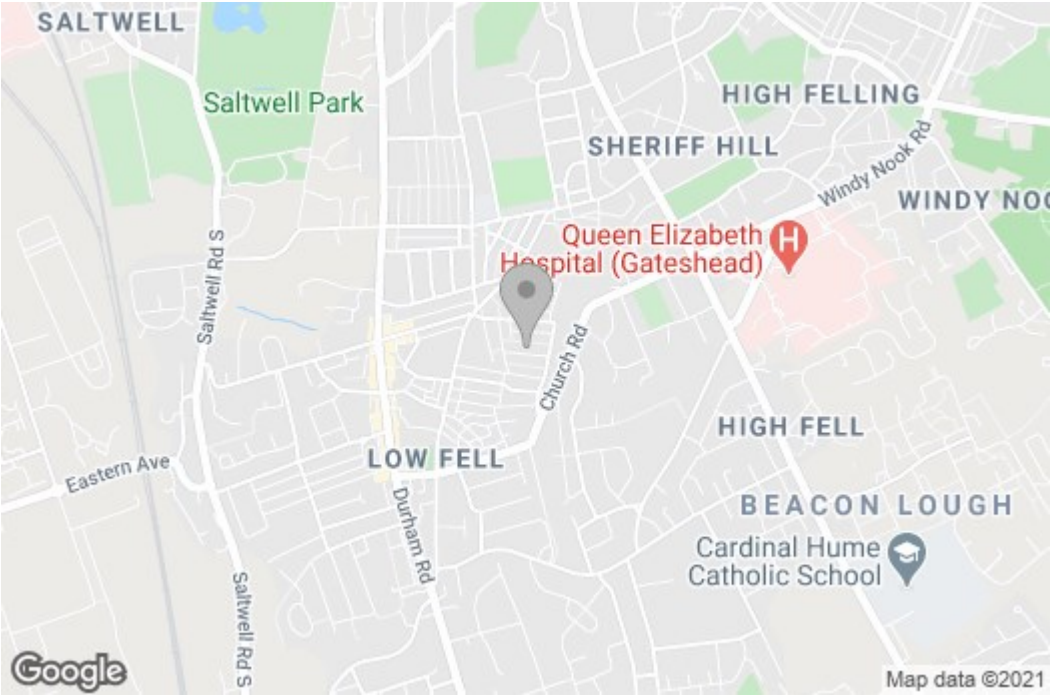 SALTWELL
Saltwell Park
HIGH FELLING
SHERIFF HILL
Windy Nook Rd
WINDY NOO
Queen Elizabeth
Hospital (Gateshead)
H
Saltwell Rd S
Church Rd
HIGH FELL
LOW FELL
Eastern Ave
Durham Rd
BEACON LOUGH
Cardinal Hume
Catholic School
Saltwell Rd S
Google
Map data ©2021